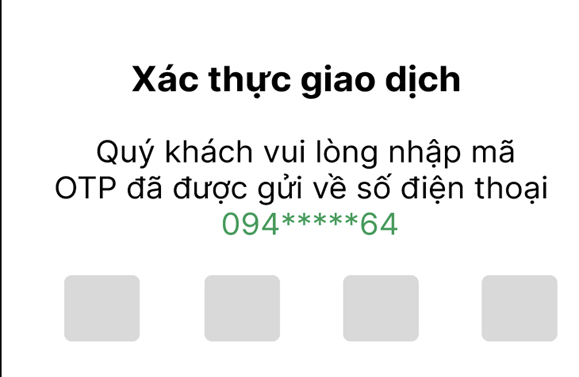 Xác thực giao dịch
Quý khách vui lòng nhập mã
OTP đã được gửi về số điện thoại
094*****64